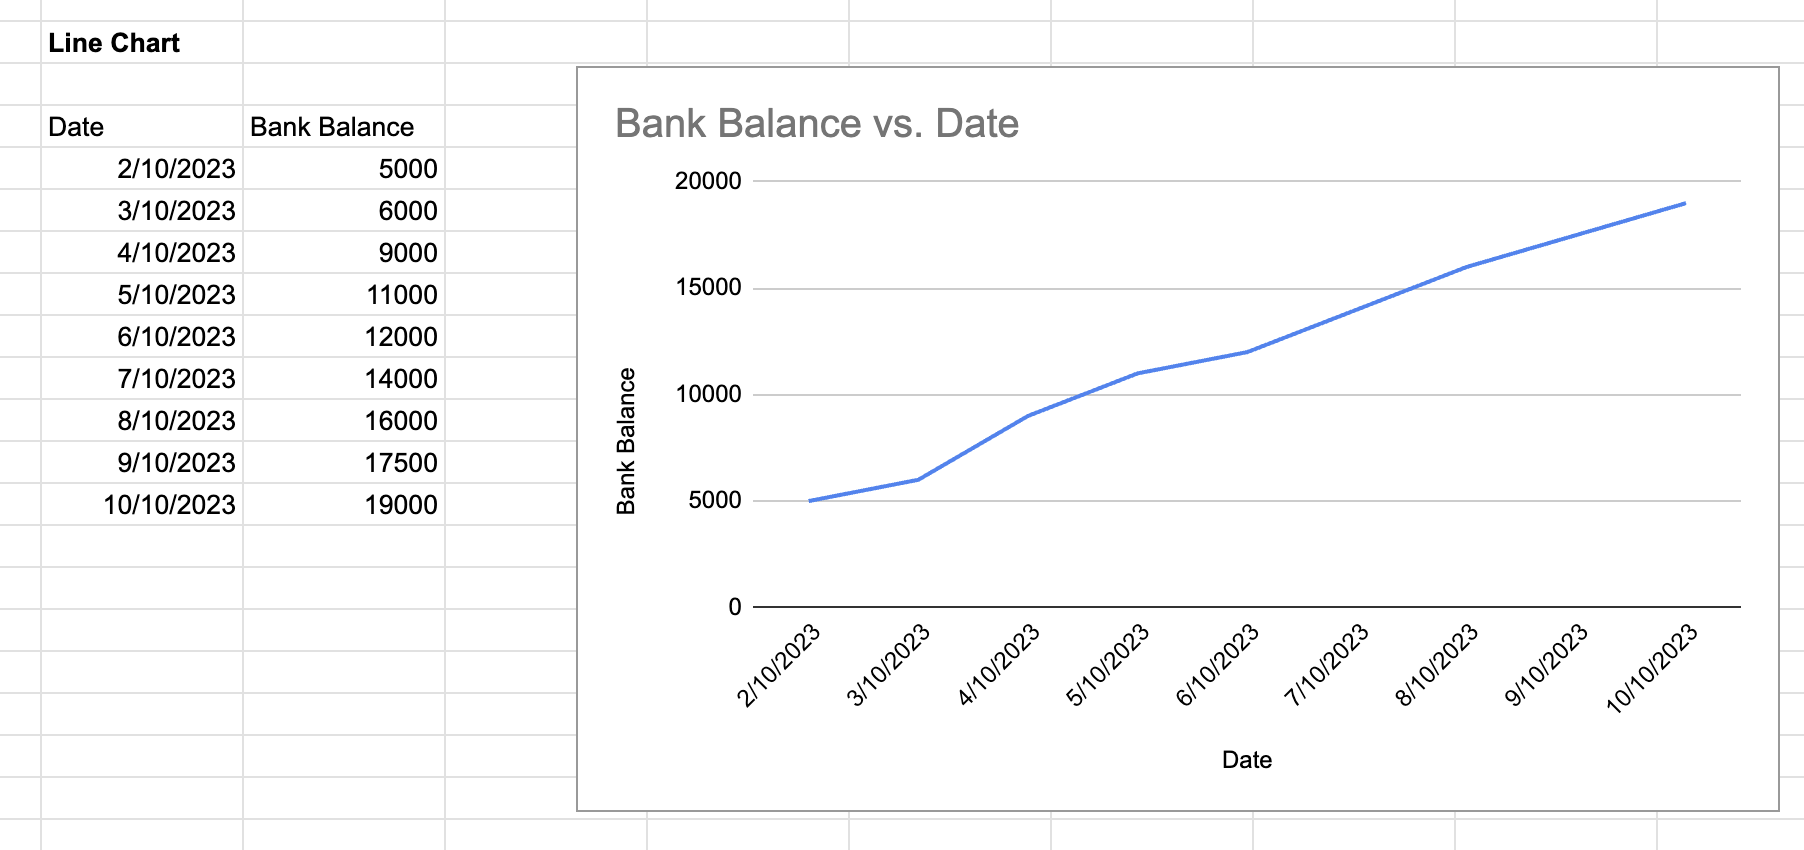 Line Chart
Date Bank Balance
2/10/2023 5000
3/10/2023 6000
4/10/2023 9000
5/10/2023 11000
6/10/2023 12000
7/10/2023 14000
8/10/2023 16000
9/10/2023 17500
10/10/2023 19000
Bank Balance vs. Date
20000
15000
10000
5000
0
Bank Balance
2/10/2023 3/10/2023 4/10/2023 5/10/2023 6/10/2023 7/10/2023 8/10/2023 9/10/2023 10/10/2023
Date